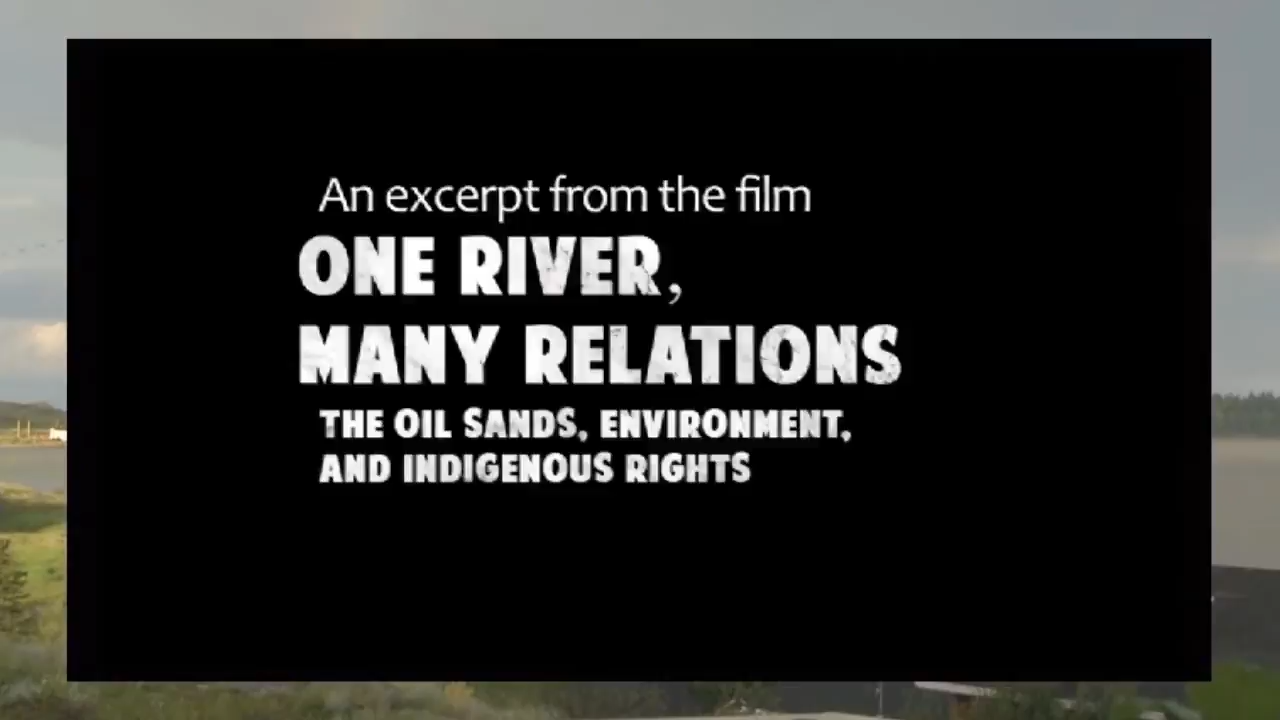 An excerpt from the film
ONE RIVER,
MANY RELATIONS
THE OIL SANDS, ENVIRONMENT,
AND INDIGENOUS RIGHTS